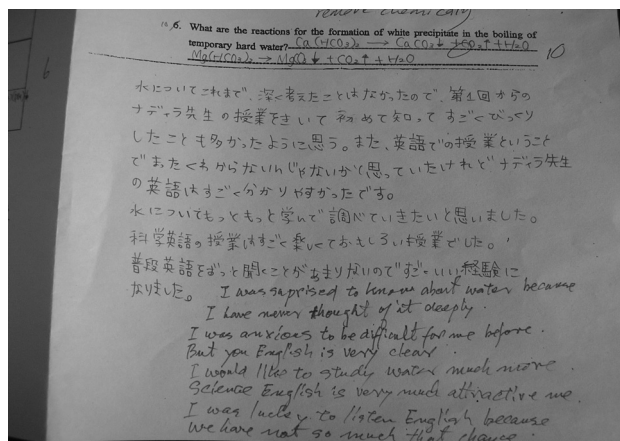 remove chemically
6. What are the reactions for the formation of white precipitate in the boiling of
temporary hard water? Ca(HCO3)2 → CaCO3↓ + CO2↑ + H2O
Mg(HCO3)2 → MgCO3↓ + CO2↑ + H2O
10
水についてこれまで、深く考えたことはなかったので、第1回からの
ナディラ先生の授業をきいて初めて知ってすごくびっくり
したことも多かったように思う。また、英語での授業ということ
でまったくわからないんじゃないかと思っていたけれどナディラ先生
の英語はすごく分かりやすかったです。
水についてもっともっと学んで調べていきたいと思いました。
科学英語の授業はすごく楽しくておもしろい授業でした。
普段英語をずっと聞くことがあまりないのですごくいい経験に
なりました。 I was suprised to know about water because
I have never thought of it deeply.
I was anxious to be difficult for me before.
But you English is very clear.
I would like to study water much more.
Science English is very much attractive me.
I was lucky to listen English because
we have not so much that chance.